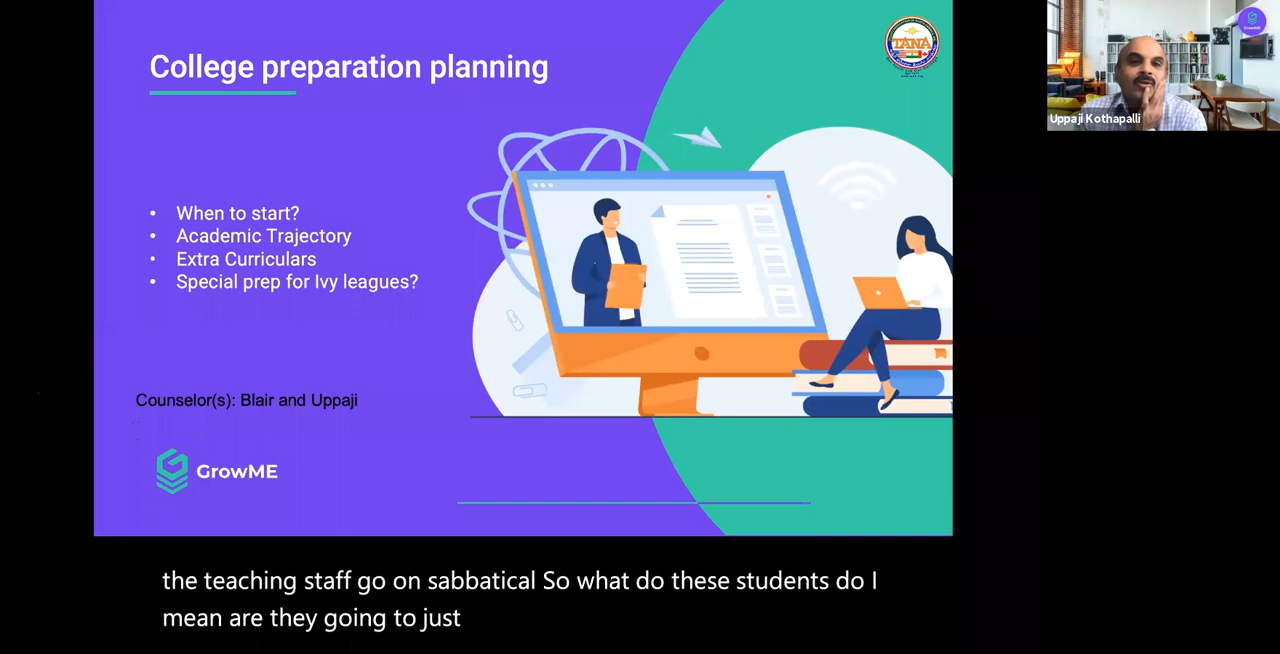 College preparation planning
TANA
• When to start?
• Academic Trajectory
• Extra Curriculars
• Special prep for Ivy leagues?
Counselor(s): Blair and Uppaji
GrowME
Uppaji Kothapalli
GrowME
the teaching staff go on sabbatical So what do these students do I
mean are they going to just